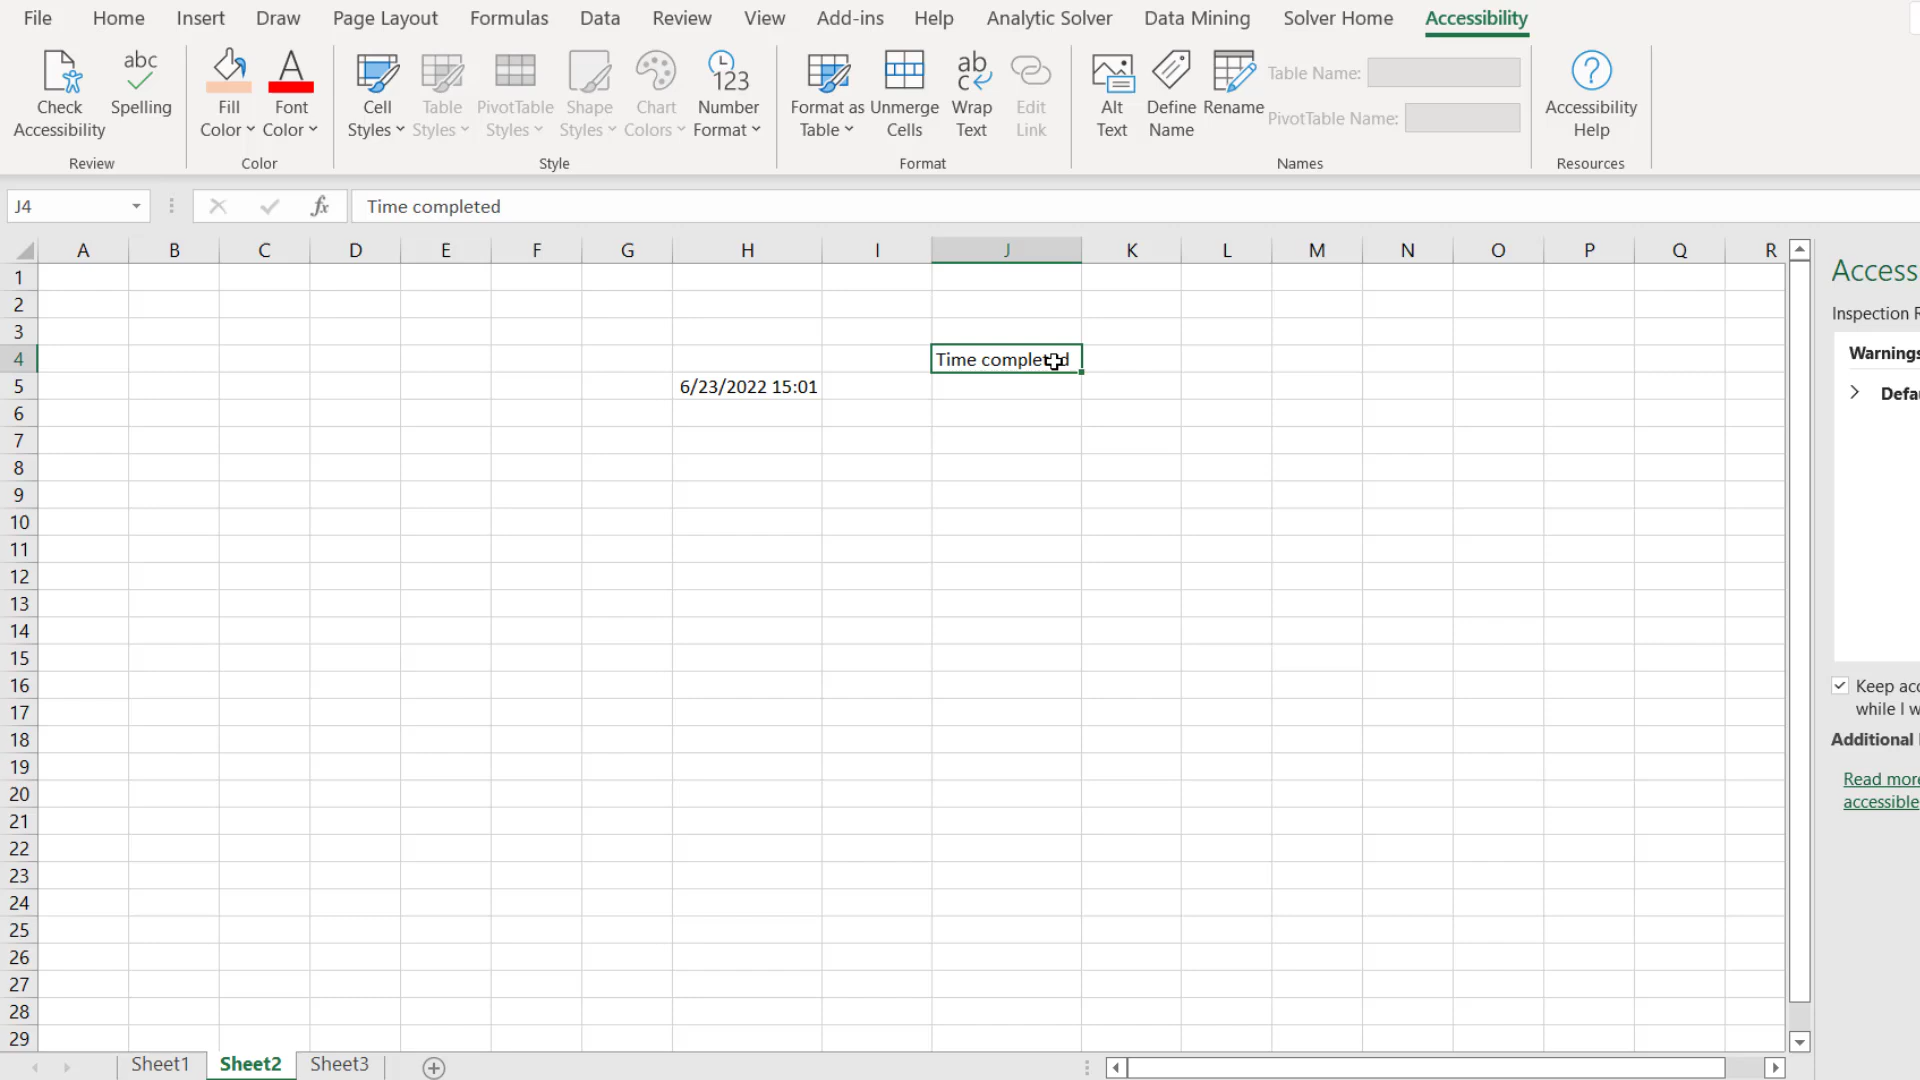 File Home Insert Draw Page Layout Formulas Data Review View Add-ins Help Analytic Solver Data Mining Solver Home Accessibility
Check Accessibility
abc Spelling
Review
Fill Color
A Font Color
Color
Cell Styles
Table Styles
PivotTable Styles
Shape Styles
Chart Colors
123 Number Format
Style
Format as Table
Unmerge Cells
ab c Wrap Text
Edit Link
Format
Alt Text
Define Name
Rename
Table Name:
PivotTable Name:
Names
? Accessibility Help
Resources
J4 fx Time completed
A B C D E F G H I J K L M N O P Q R
1
2
3
4 Time completed
5 6/23/2022 15:01
6
7
8
9
10
11
12
13
14
15
16
17
18
19
20
21
22
23
24
25
26
27
28
29
Access
Inspection R
Warnings
Defa
Keep acc
while I w
Additional
Read more
accessible
Sheet1 Sheet2 Sheet3